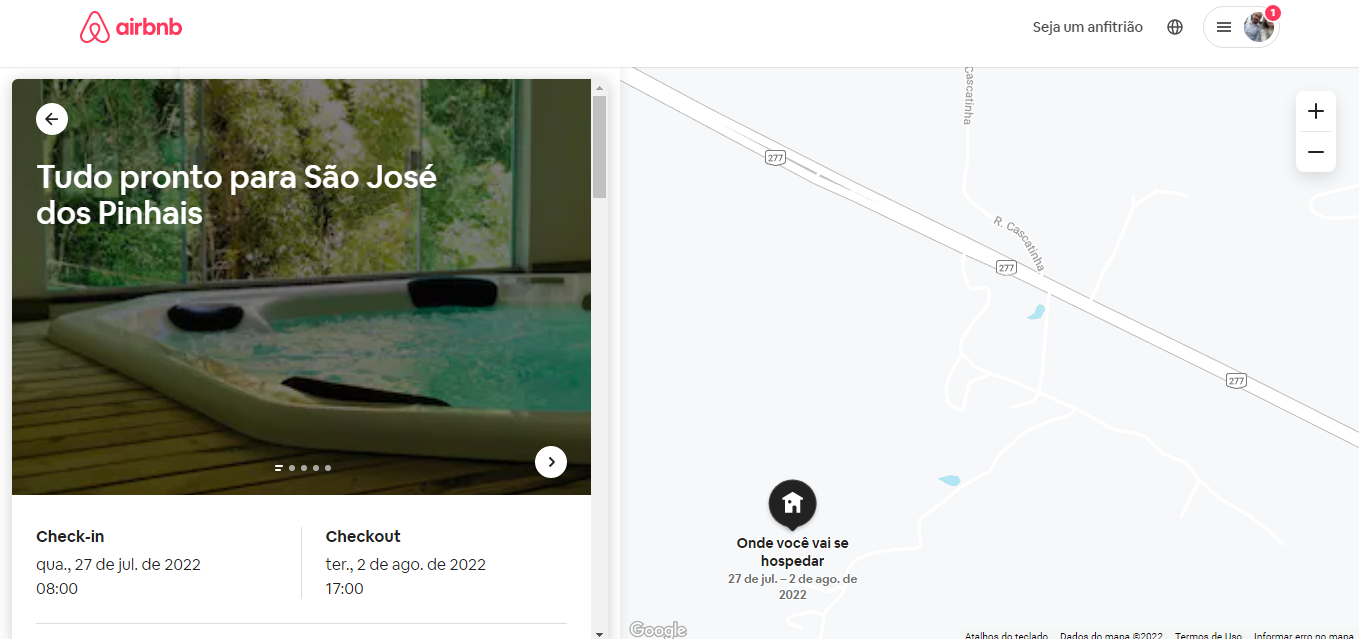 airbnb
Seja um anfitrião
1
Tudo pronto para São José
dos Pinhais
Check-in
qua., 27 de jul. de 2022
08:00
Checkout
ter., 2 de ago. de 2022
17:00
Cascatinha
277
R. Cascatinha
277
277
Onde você vai se
hospedar
27 de jul. – 2 de ago. de
2022
Google
Atalhos do teclado
Dados do mapa ©2022
Termos de Uso
Informar erro no mapa